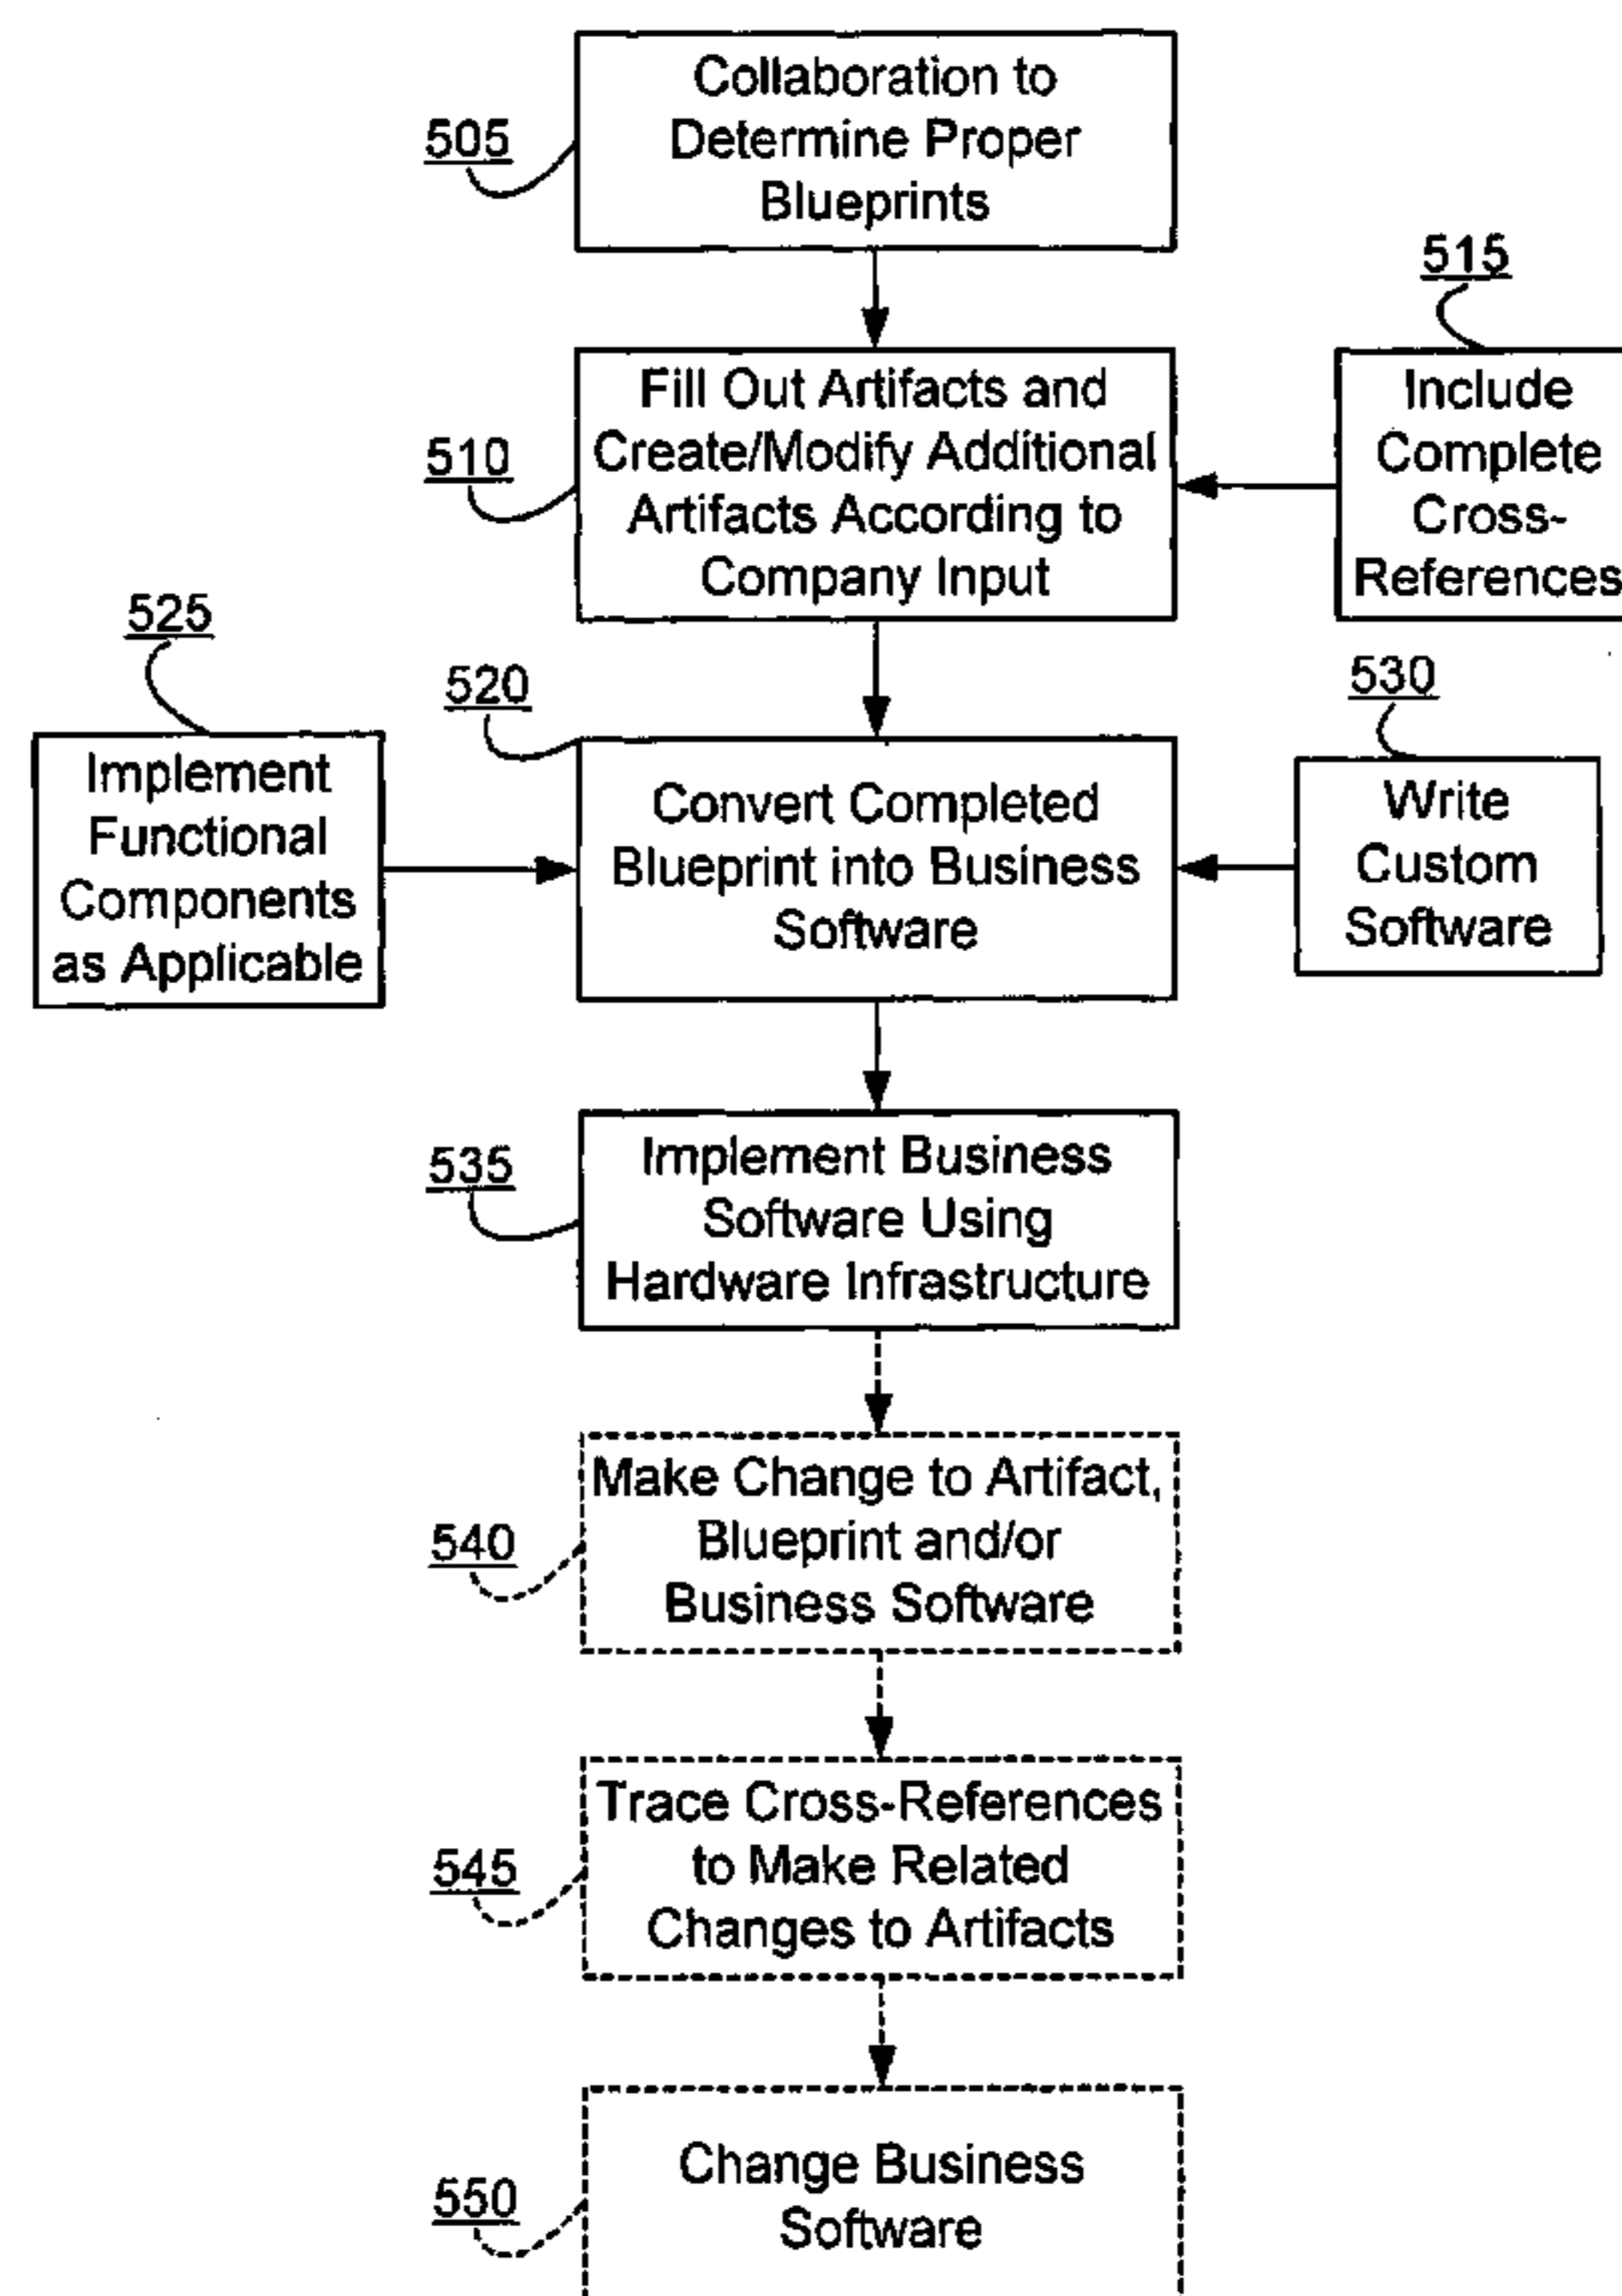 505
Collaboration to
Determine Proper
Blueprints
510
Fill Out Artifacts and
Create/Modify Additional
Artifacts According to
Company Input
515
Include
Complete
Cross-
References
525
Implement
Functional
Components
as Applicable
520
Convert Completed
Blueprint into Business
Software
530
Write
Custom
Software
535
Implement Business
Software Using
Hardware Infrastructure
540
Make Change to Artifact,
Blueprint and/or
Business Software
545
Trace Cross-References
to Make Related
Changes to Artifacts
550
Change Business
Software